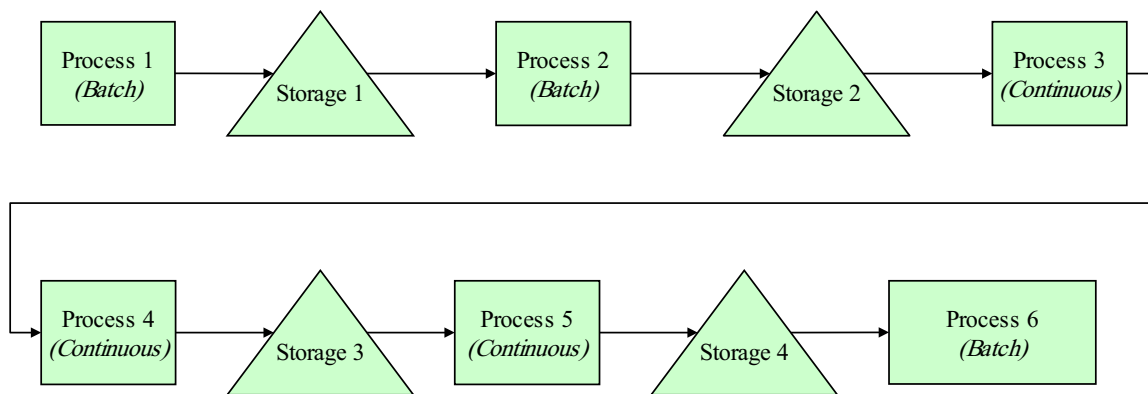 Process 1
(Batch)
Storage 1
Process 2
(Batch)
Storage 2
Process 3
(Continuous)
Process 4
(Continuous)
Storage 3
Process 5
(Continuous)
Storage 4
Process 6
(Batch)